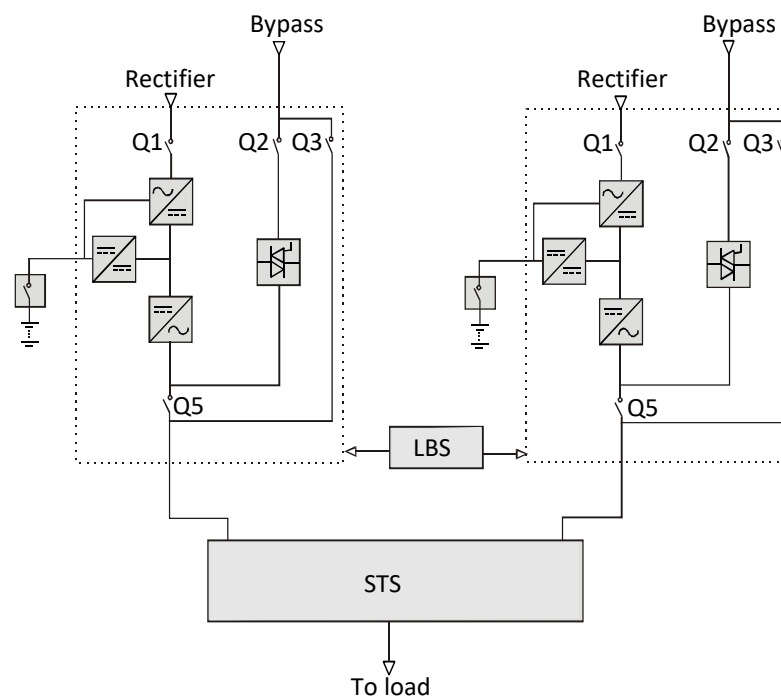 Bypass
Rectifier
Q1
Q2
Q3
Q5
Bypass
Rectifier
Q1
Q2
Q3
Q5
LBS
STS
To load